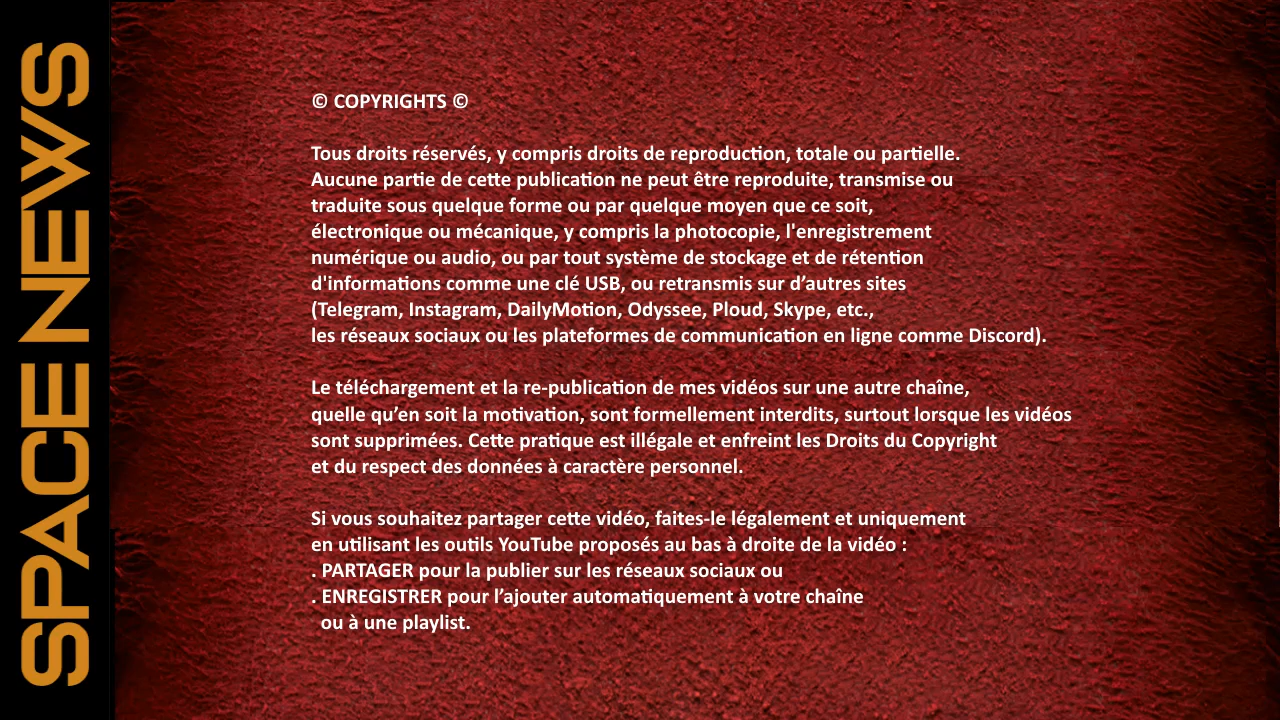 SPACE NEWS
© COPYRIGHTS ©
Tous droits réservés, y compris droits de reproduction, totale ou partielle.
Aucune partie de cette publication ne peut être reproduite, transmise ou
traduite sous quelque forme ou par quelque moyen que ce soit,
électronique ou mécanique, y compris la photocopie, l'enregistrement
numérique ou audio, ou par tout système de stockage et de rétention
d'informations comme une clé USB, ou retransmis sur d’autres sites
(Telegram, Instagram, DailyMotion, Odyssee, Ploud, Skype, etc.,
les réseaux sociaux ou les plateformes de communication en ligne comme Discord).
Le téléchargement et la re-publication de mes vidéos sur une autre chaîne,
quelle qu’en soit la motivation, sont formellement interdits, surtout lorsque les vidéos
sont supprimées. Cette pratique est illégale et enfreint les Droits du Copyright
et du respect des données à caractère personnel.
Si vous souhaitez partager cette vidéo, faites-le légalement et uniquement
en utilisant les outils YouTube proposés au bas à droite de la vidéo :
. PARTAGER pour la publier sur les réseaux sociaux ou
. ENREGISTRER pour l’ajouter automatiquement à votre chaîne
ou à une playlist.